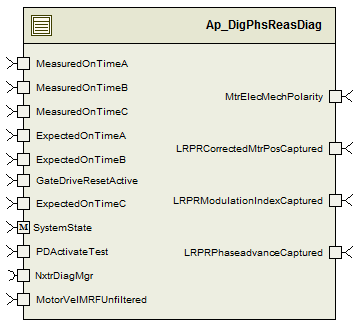 Ap_DigPhsReasDiag
MeasuredOnTimeA
MeasuredOnTimeB
MeasuredOnTimeC
ExpectedOnTimeA
ExpectedOnTimeB
GateDriveResetActive
ExpectedOnTimeC
M SystemState
PDActivateTest
NxtrDiagMgr
MotorVelMRFUnfiltered
MtrElecMechPolarity
LRPRCorrectedMtrPosCaptured
LRPRModulationIndexCaptured
LRPRPhaseadvanceCaptured